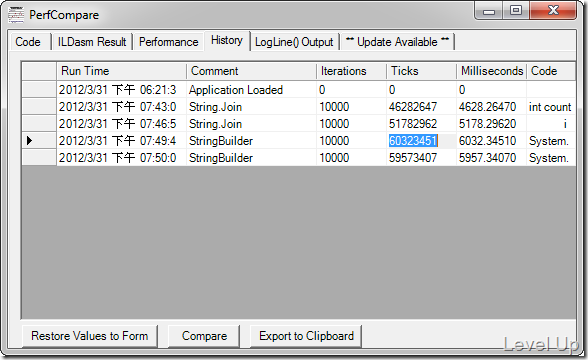 PerfCompare
Code ILDasm Result Performance History LogLine() Output ** Update Available **
Run Time Comment Iterations Ticks Milliseconds Code
2012/3/31 下午 06:21:3 Application Loaded 0 0 0
2012/3/31 下午 07:43:0 String.Join 10000 46282647 4628.26470 int count
2012/3/31 下午 07:46:5 String.Join 10000 51782962 5178.29620 i
2012/3/31 下午 07:49:4 StringBuilder 10000 60323451 6032.34510 System.
2012/3/31 下午 07:50:0 StringBuilder 10000 59573407 5957.34070 System.
Restore Values to Form Compare Export to Clipboard
Level Up